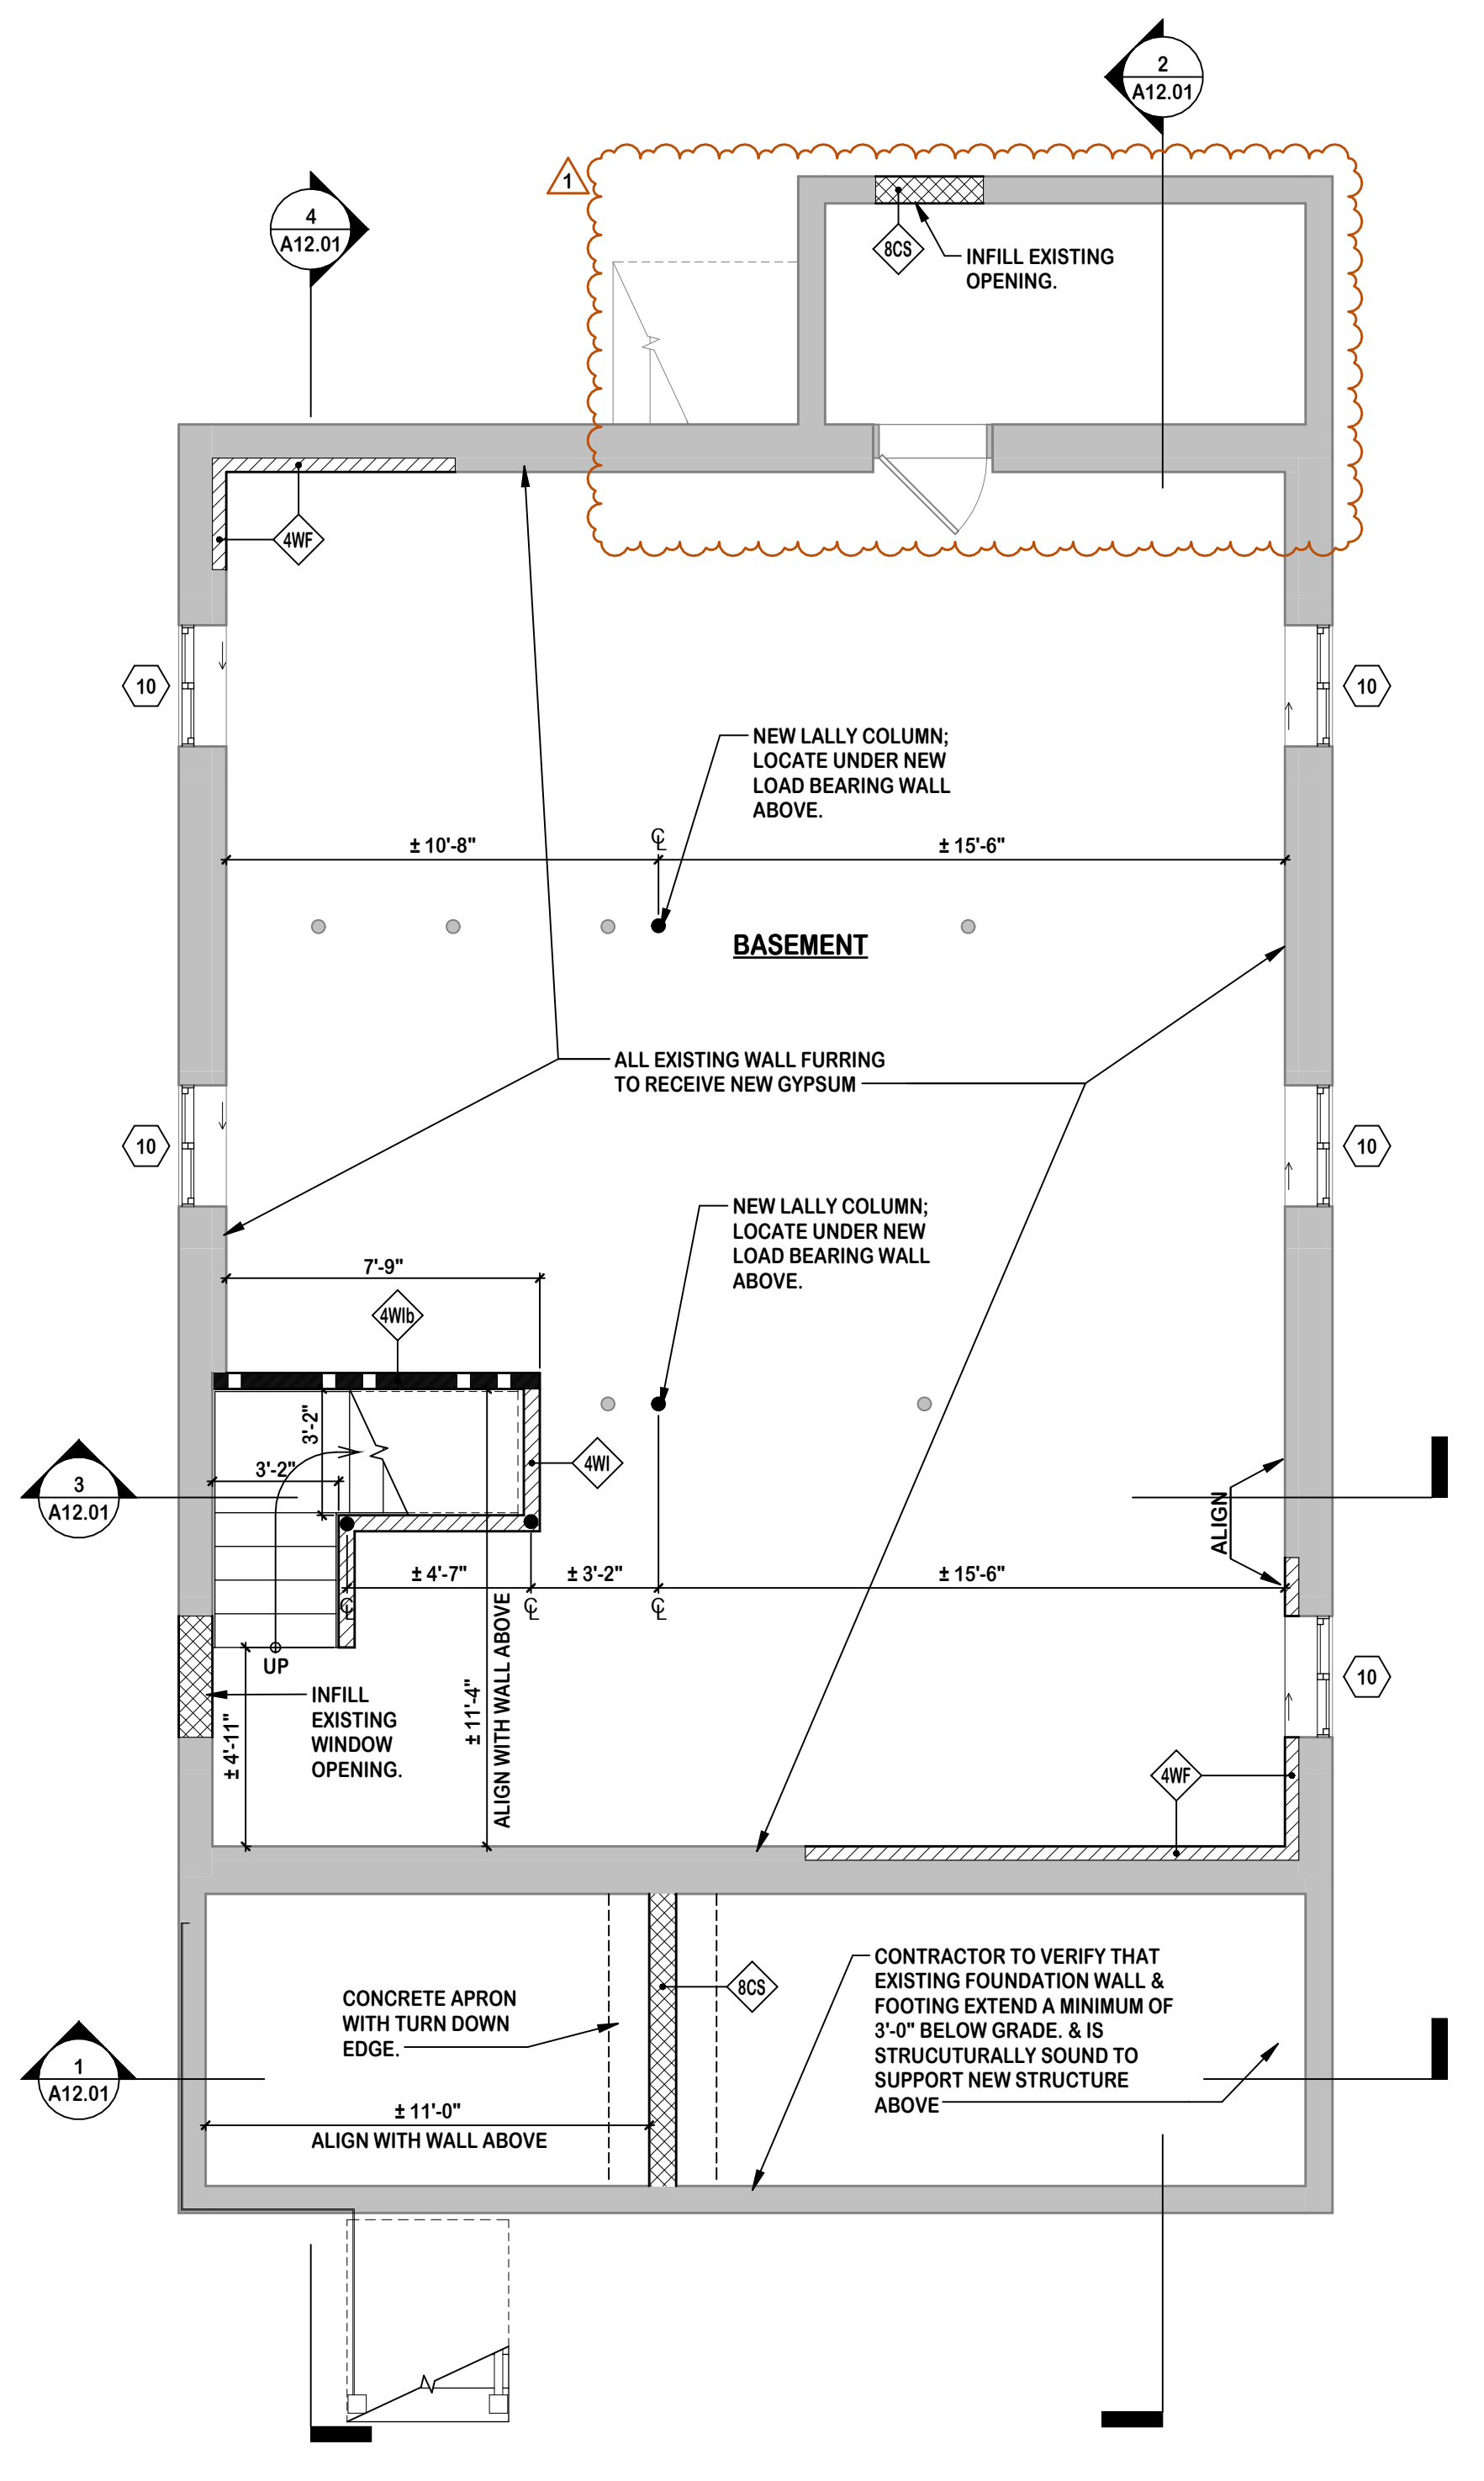 2
A12.01
1
4
A12.01
8CS
INFILL EXISTING
OPENING.
4WF
10
10
NEW LALLY COLUMN;
LOCATE UNDER NEW
LOAD BEARING WALL
ABOVE.
± 10'-8"
℄
± 15'-6"
BASEMENT
ALL EXISTING WALL FURRING
TO RECEIVE NEW GYPSUM
10
10
NEW LALLY COLUMN;
LOCATE UNDER NEW
LOAD BEARING WALL
ABOVE.
7'-9"
4WIb
3'-2"
3'-2"
4WI
3
A12.01
ALIGN
± 4'-7"
± 3'-2"
± 15'-6"
℄
℄
℄
UP
INFILL
EXISTING
WINDOW
OPENING.
± 4'-11"
± 11'-4"
ALIGN WITH WALL ABOVE
10
4WF
8CS
CONCRETE APRON
WITH TURN DOWN
EDGE.
CONTRACTOR TO VERIFY THAT
EXISTING FOUNDATION WALL &
FOOTING EXTEND A MINIMUM OF
3'-0" BELOW GRADE. & IS
STRUCUTURALLY SOUND TO
SUPPORT NEW STRUCTURE
ABOVE
1
A12.01
± 11'-0"
ALIGN WITH WALL ABOVE